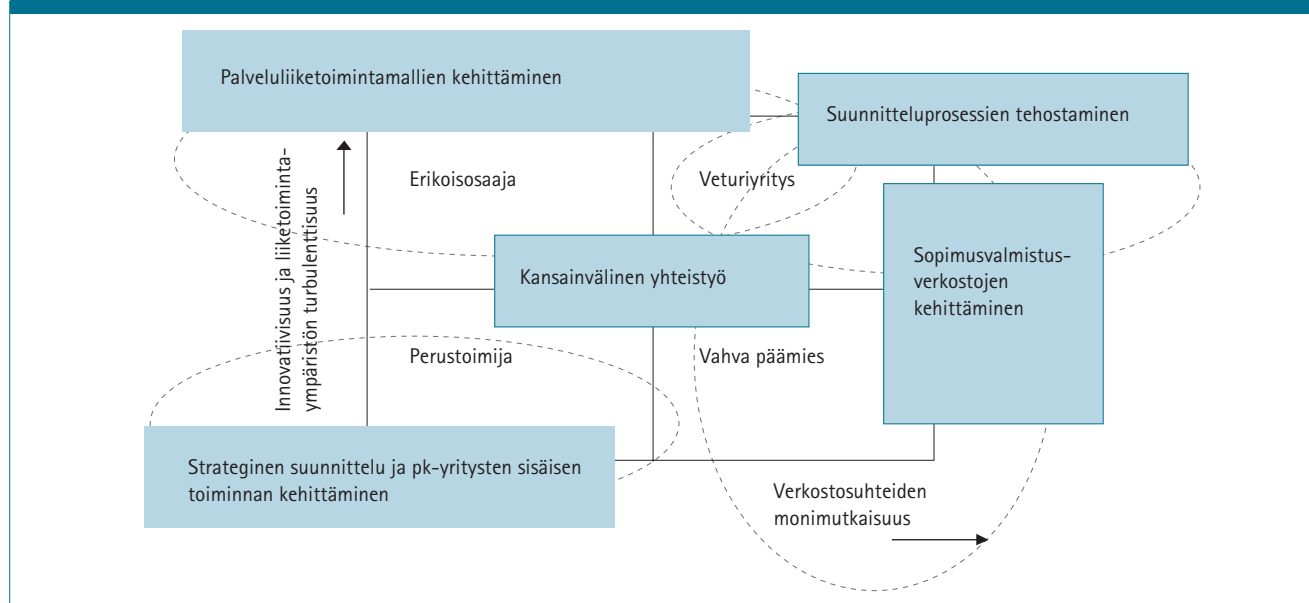 Palveluliiketoimintamallien kehittäminen
Suunnitteluprosessien tehostaminen
Innovatiivisuus ja liiketoiminta-
ympäristön turbulenttisuus
Erikoisosaaja
Veturiyritys
Kansainvälinen yhteistyö
Sopimusvalmistus-
verkostojen
kehittäminen
Perustoimija
Vahva päämies
Strateginen suunnittelu ja pk-yritysten sisäisen
toiminnan kehittäminen
Verkostosuhteiden
monimutkaisuus